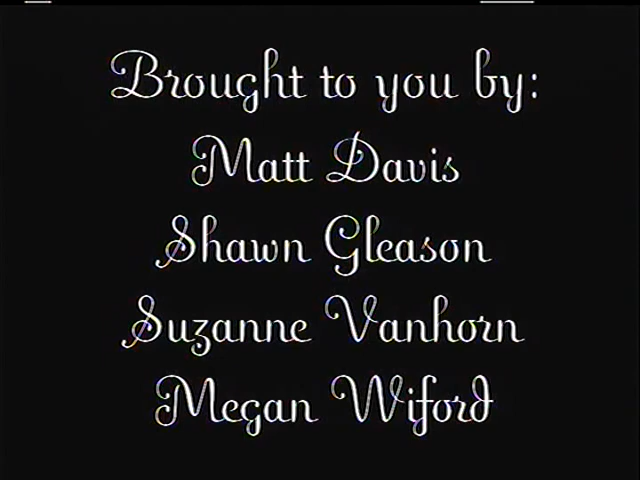 Brought to you by:
Matt Davis
Shawn Gleason
Suzanne Vanhorn
Megan Wiford